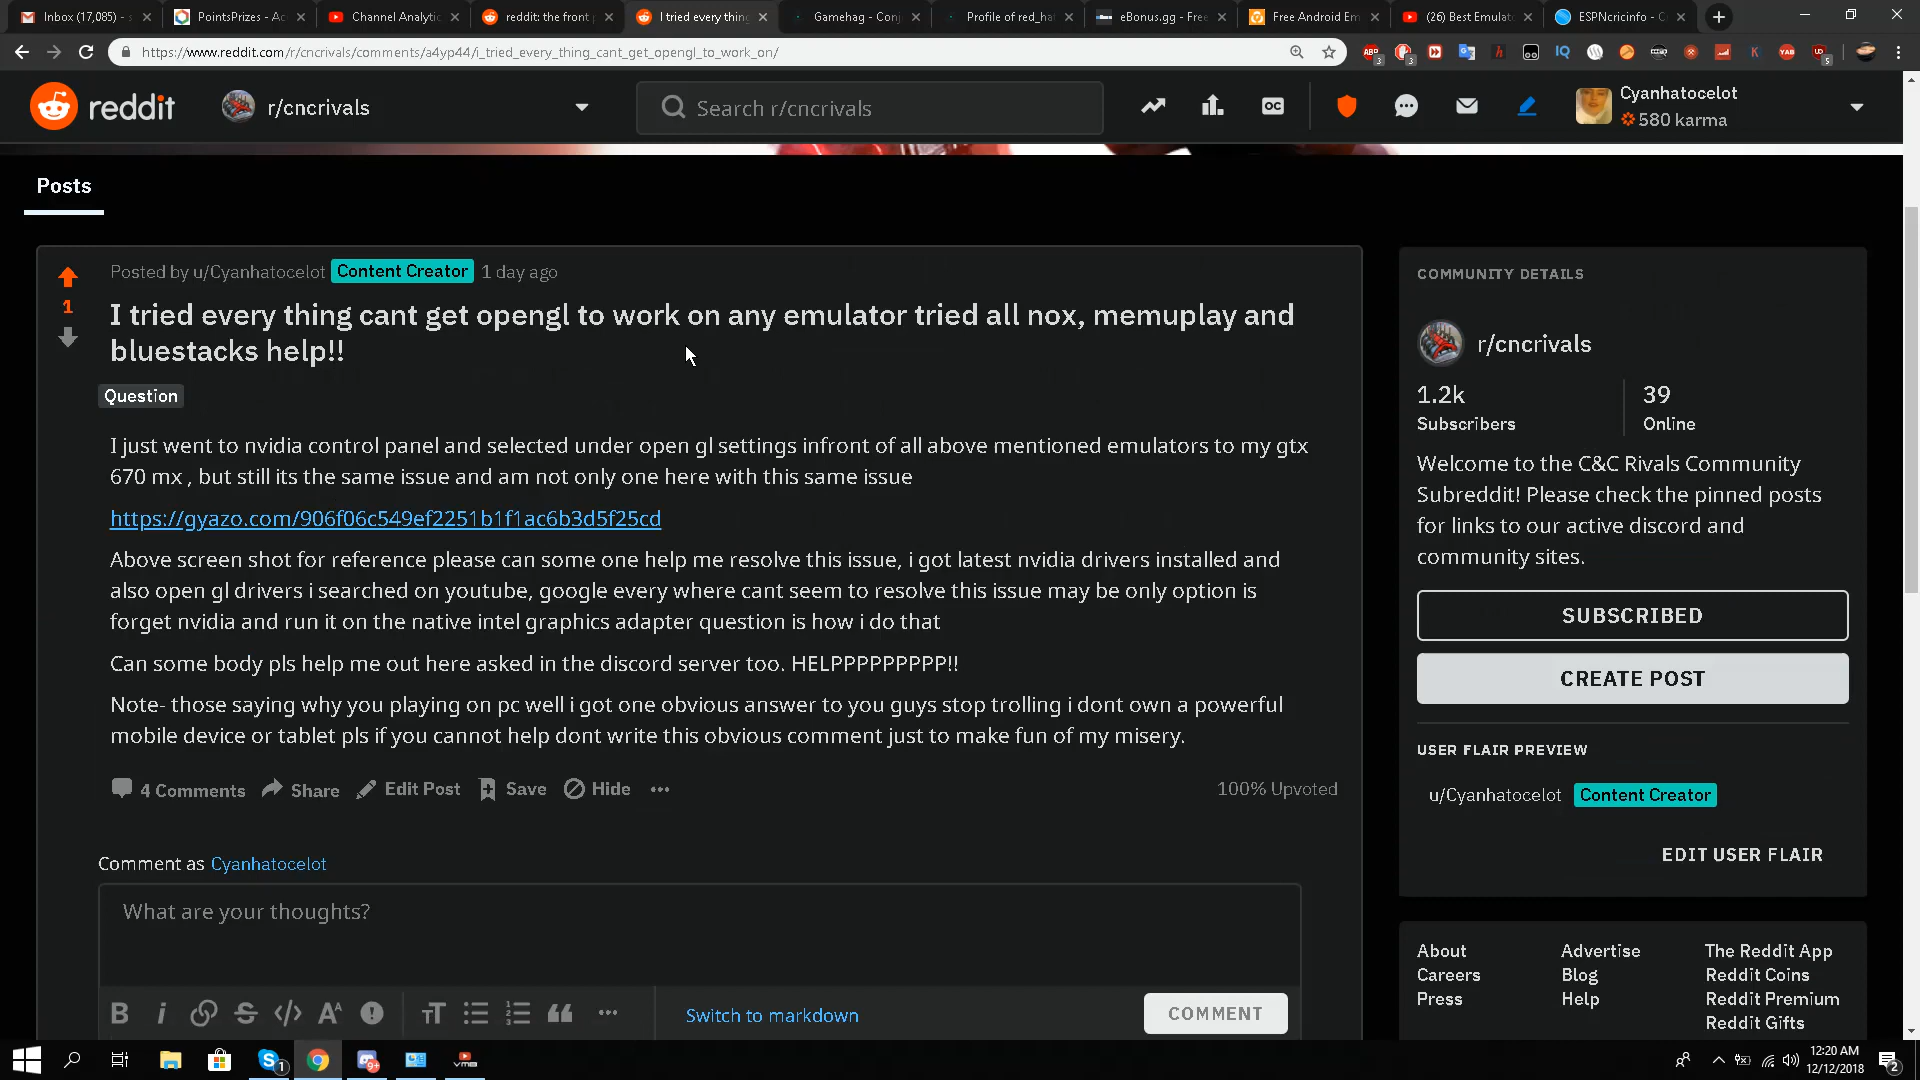 Inbox (17,085) - s
PointsPrizes - Ac
Channel Analytic
reddit: the front
I tried every thing
Gamehag - Conj
Profile of red_hat
eBonus.gg - Free
Free Android Em
(26) Best Emulat
ESPNcricinfo - C
https://www.reddit.com/r/cncrivals/comments/a4yp44/i_tried_every_thing_cant_get_opengl_to_work_on/
reddit
r/cncrivals
Search r/cncrivals
OC
Cyanhatocelot
580 karma
Posts
Posted by u/Cyanhatocelot Content Creator 1 day ago
1
I tried every thing cant get opengl to work on any emulator tried all nox, memuplay and
bluestacks help!!
Question
I just went to nvidia control panel and selected under open gl settings infront of all above mentioned emulators to my gtx
670 mx , but still its the same issue and am not only one here with this same issue
https://gyazo.com/906f06c549ef2251b1f1ac6b3d5f25cd
Above screen shot for reference please can some one help me resolve this issue, i got latest nvidia drivers installed and
also open gl drivers i searched on youtube, google every where cant seem to resolve this issue may be only option is
forget nvidia and run it on the native intel graphics adapter question is how i do that
Can some body pls help me out here asked in the discord server too. HELPPPPPPPPP!!
Note- those saying why you playing on pc well i got one obvious answer to you guys stop trolling i dont own a powerful
mobile device or tablet pls if you cannot help dont write this obvious comment just to make fun of my misery.
4 Comments Share Edit Post Save Hide ...
100% Upvoted
Comment as Cyanhatocelot
What are your thoughts?
Switch to markdown
COMMENT
COMMUNITY DETAILS
r/cncrivals
1.2k
Subscribers
39
Online
Welcome to the C&C Rivals Community
Subreddit! Please check the pinned posts
for links to our active discord and
community sites.
SUBSCRIBED
CREATE POST
USER FLAIR PREVIEW
u/Cyanhatocelot Content Creator
EDIT USER FLAIR
About
Careers
Press
Advertise
Blog
Help
The Reddit App
Reddit Coins
Reddit Premium
Reddit Gifts
12:20 AM
12/12/2018
2